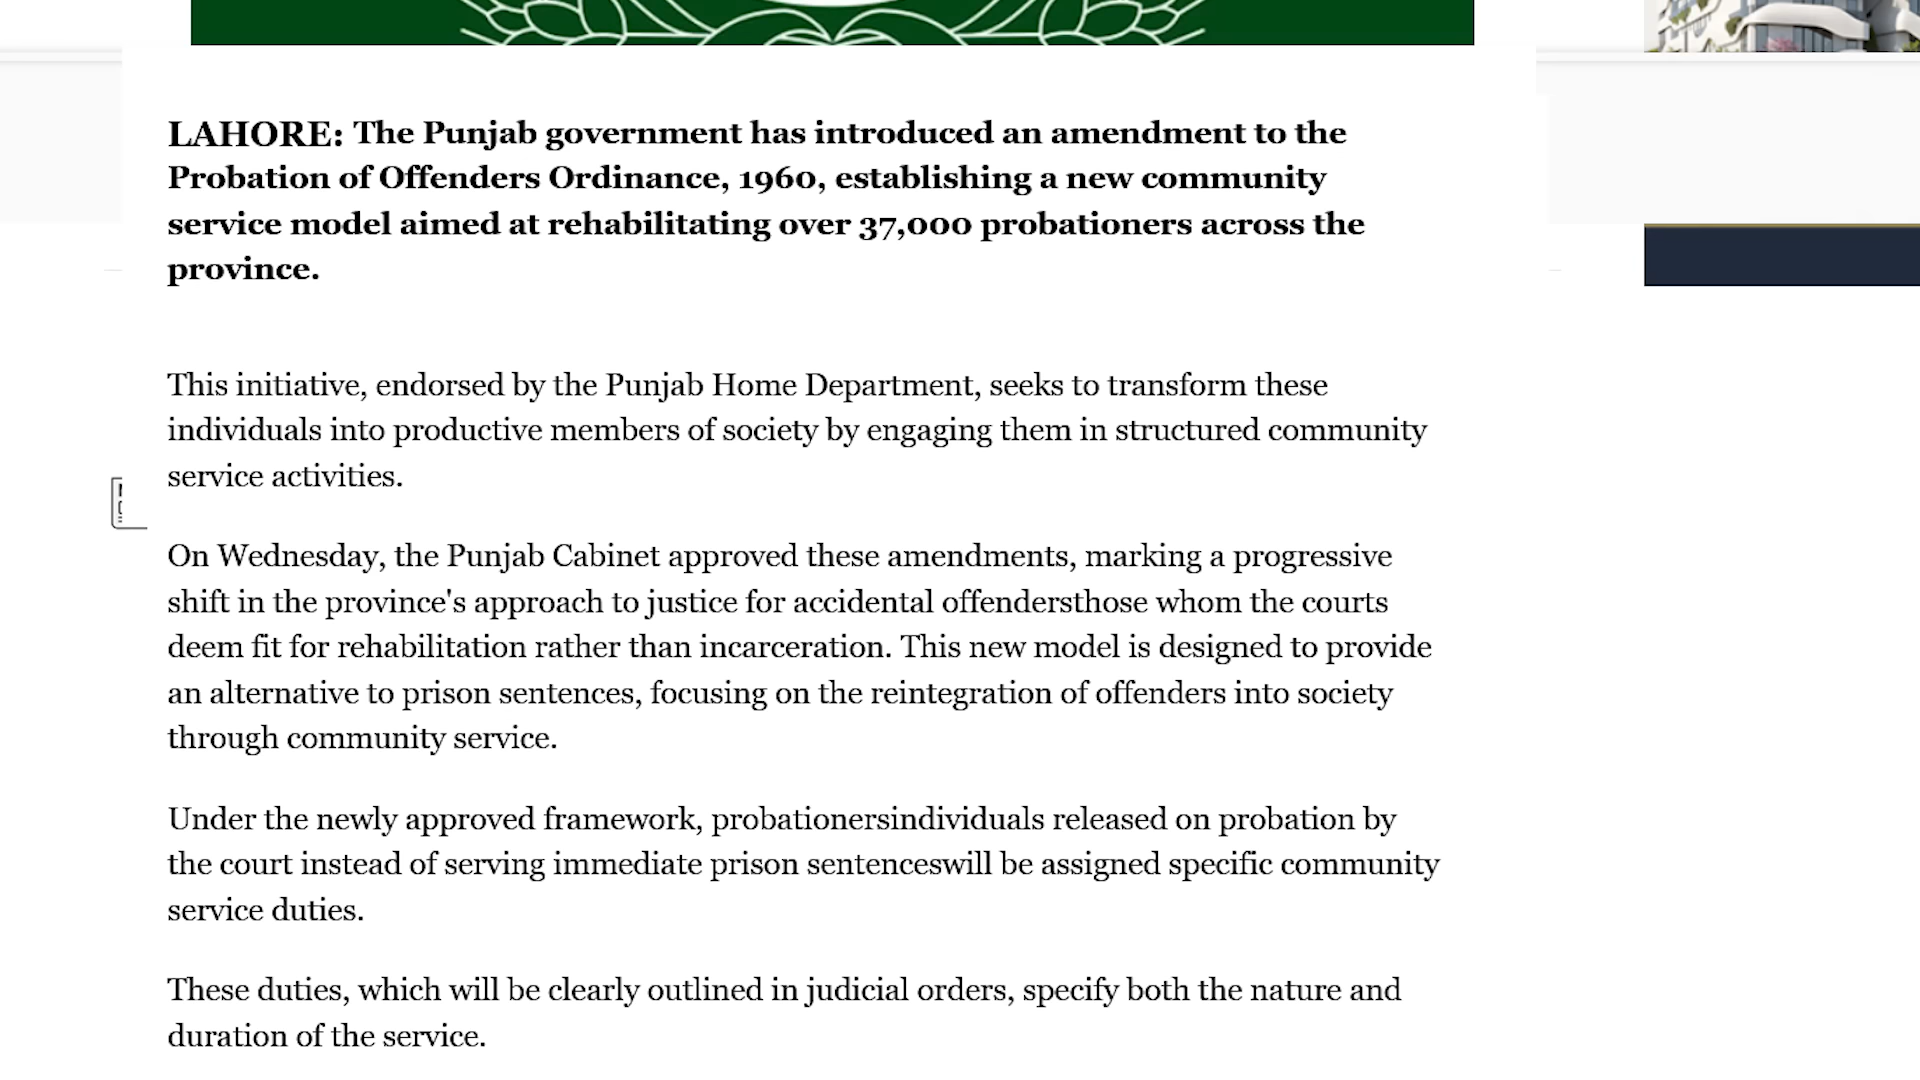 LAHORE: The Punjab government has introduced an amendment to the
Probation of Offenders Ordinance, 1960, establishing a new community
service model aimed at rehabilitating over 37,000 probationers across the
province.
This initiative, endorsed by the Punjab Home Department, seeks to transform these
individuals into productive members of society by engaging them in structured community
service activities.
On Wednesday, the Punjab Cabinet approved these amendments, marking a progressive
shift in the province's approach to justice for accidental offendersthose whom the courts
deem fit for rehabilitation rather than incarceration. This new model is designed to provide
an alternative to prison sentences, focusing on the reintegration of offenders into society
through community service.
Under the newly approved framework, probationersindividuals released on probation by
the court instead of serving immediate prison sentenceswill be assigned specific community
service duties.
These duties, which will be clearly outlined in judicial orders, specify both the nature and
duration of the service.